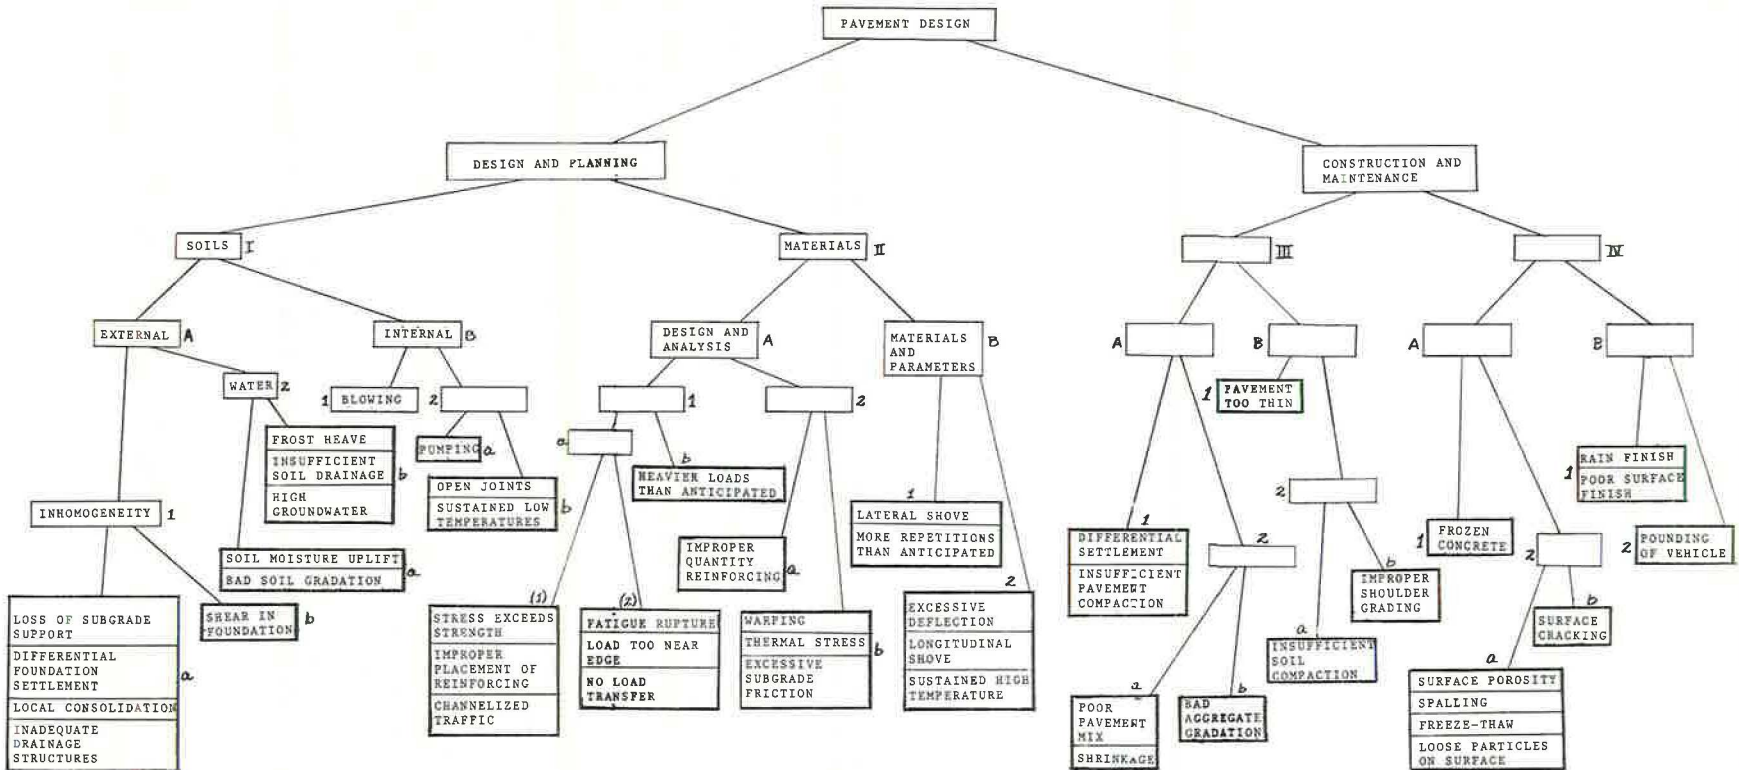 PAVEMENT DESIGN
DESIGN AND PLANNING
CONSTRUCTION AND
MAINTENANCE
SOILS I
MATERIALS II
III
IV
EXTERNAL A
INTERNAL B
DESIGN AND
ANALYSIS A
MATERIALS
AND
PARAMETERS B
A
B
A
B
WATER 2
1 BLOWING
2
1
2
1 PAVEMENT
TOO THIN
FROST HEAVE
INSUFFICIENT
SOIL DRAINAGE b
HIGH
GROUNDWATER
PUMPING a
OPEN JOINTS
SUSTAINED LOW
TEMPERATURES b
a
b
HEAVIER LOADS
THAN ANTICIPATED
1
RAIN FINISH
POOR SURFACE
FINISH
INHOMOGENEITY 1
IMPROPER
QUANTITY
REINFORCING a
1
LATERAL SHOVE
MORE REPETITIONS
THAN ANTICIPATED
1
DIFFERENTIAL
SETTLEMENT
INSUFFICIENT
PAVEMENT
COMPACTION
2
2
1 FROZEN
CONCRETE
2
2 POUNDING
OF VEHICLE
SOIL MOISTURE UPLIFT
BAD SOIL GRADATION a
b
IMPROPER
SHOULDER
GRADING
LOSS OF SUBGRADE
SUPPORT
DIFFERENTIAL
FOUNDATION
SETTLEMENT
LOCAL CONSOLIDATION
INADEQUATE
DRAINAGE
STRUCTURES
a
SHEAR IN
FOUNDATION b
(1)
STRESS EXCEEDS
STRENGTH
IMPROPER
PLACEMENT OF
REINFORCING
CHANNELIZED
TRAFFIC
(2)
FATIGUE RUPTURE
LOAD TOO NEAR
EDGE
NO LOAD
TRANSFER
WARPING
THERMAL STRESS b
EXCESSIVE
SUBGRADE
FRICTION
2
EXCESSIVE
DEFLECTION
LONGITUDINAL
SHOVE
SUSTAINED HIGH
TEMPERATURE
a
INSUFFICIENT
SOIL
COMPACTION
b
SURFACE
CRACKING
a
POOR
PAVEMENT
MIX
SHRINKAGE
b
BAD
AGGREGATE
GRADATION
a
SURFACE POROSITY
SPALLING
FREEZE-THAW
LOOSE PARTICLES
ON SURFACE